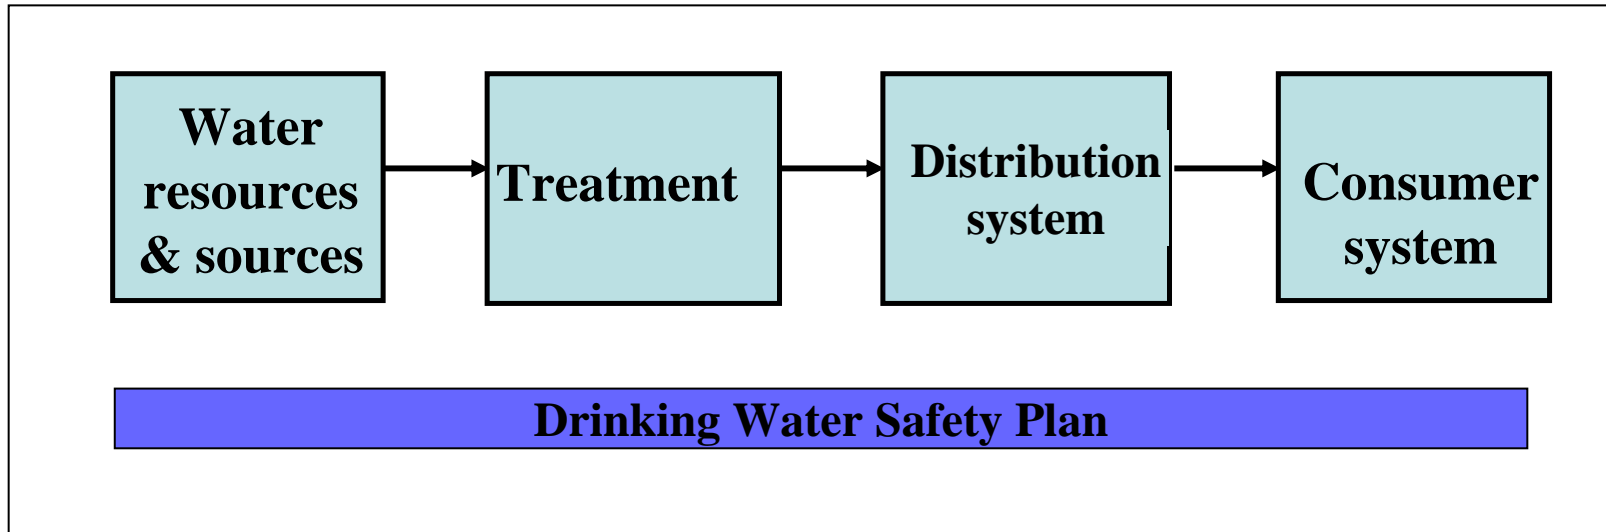 Water
resources
& sources
Treatment
Distribution
system
Consumer
system
Drinking Water Safety Plan